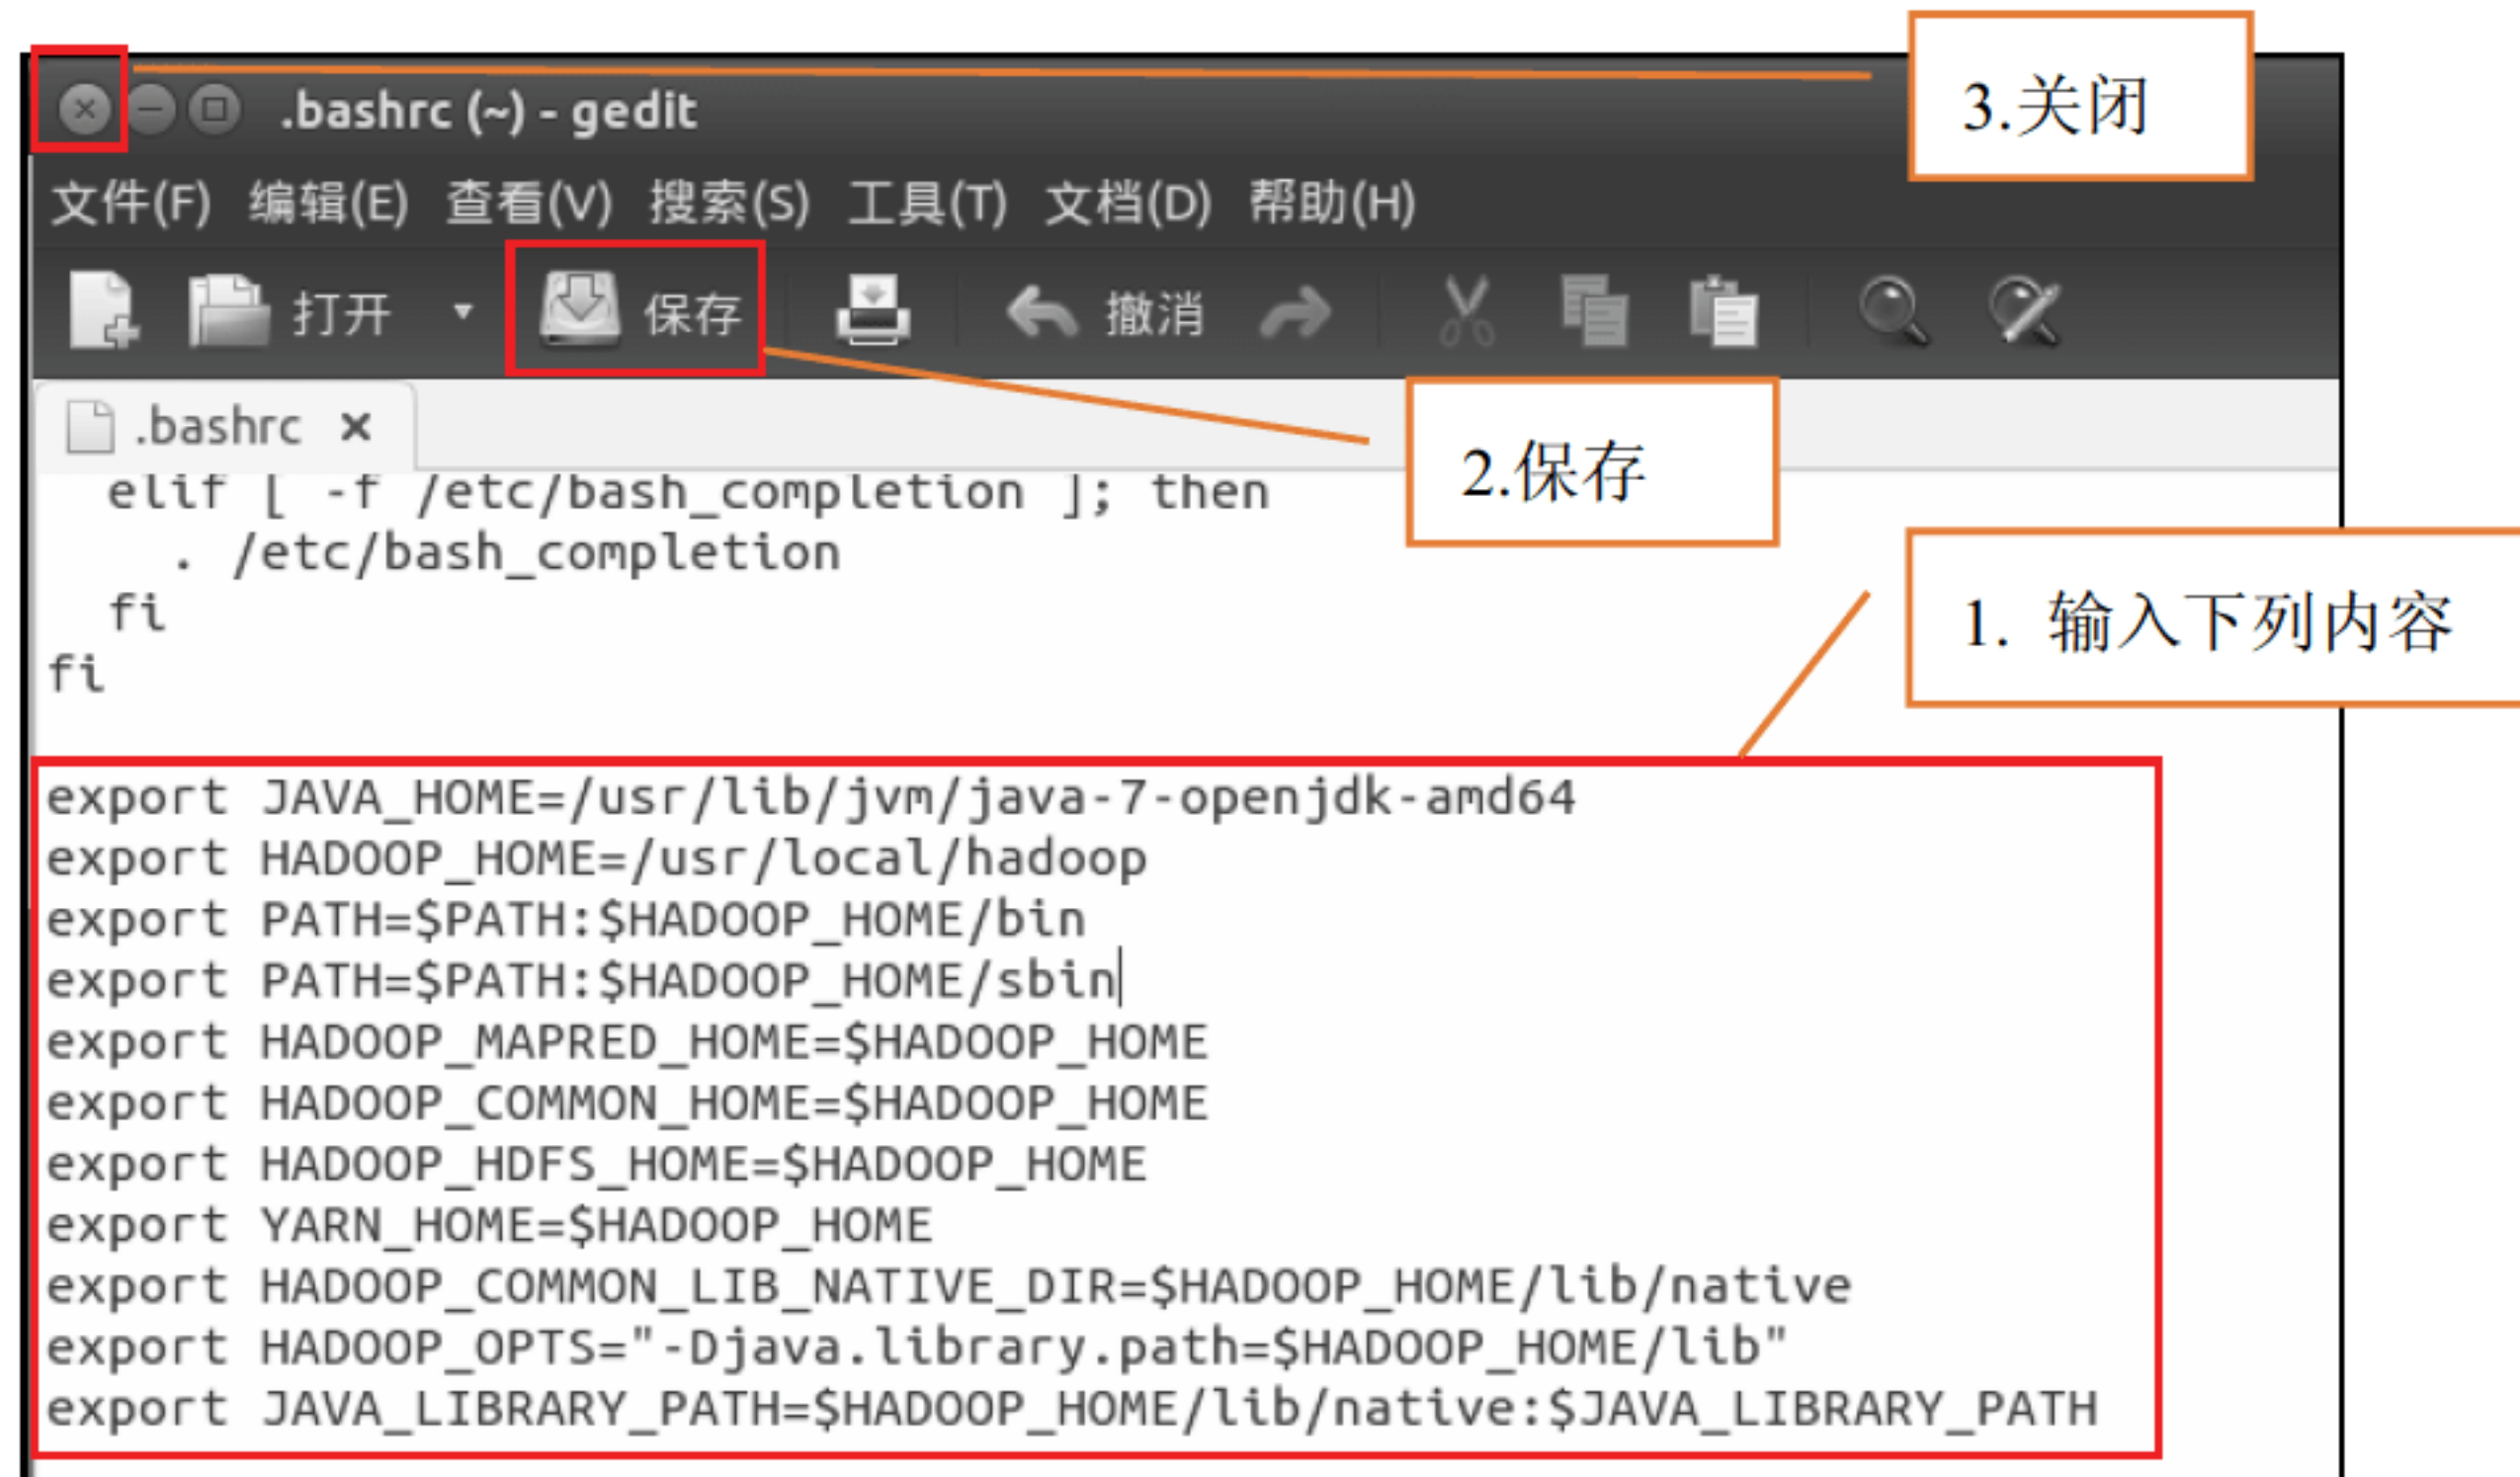 3.关闭
.bashrc (~) - gedit
文件(F) 编辑(E) 查看(V) 搜索(S) 工具(T) 文档(D) 帮助(H)
打开 保存 撤消
.bashrc
2.保存
elif [ -f /etc/bash_completion ]; then
. /etc/bash_completion
fi
fi
1. 输入下列内容
export JAVA_HOME=/usr/lib/jvm/java-7-openjdk-amd64
export HADOOP_HOME=/usr/local/hadoop
export PATH=$PATH:$HADOOP_HOME/bin
export PATH=$PATH:$HADOOP_HOME/sbin
export HADOOP_MAPRED_HOME=$HADOOP_HOME
export HADOOP_COMMON_HOME=$HADOOP_HOME
export HADOOP_HDFS_HOME=$HADOOP_HOME
export YARN_HOME=$HADOOP_HOME
export HADOOP_COMMON_LIB_NATIVE_DIR=$HADOOP_HOME/lib/native
export HADOOP_OPTS="-Djava.library.path=$HADOOP_HOME/lib"
export JAVA_LIBRARY_PATH=$HADOOP_HOME/lib/native:$JAVA_LIBRARY_PATH